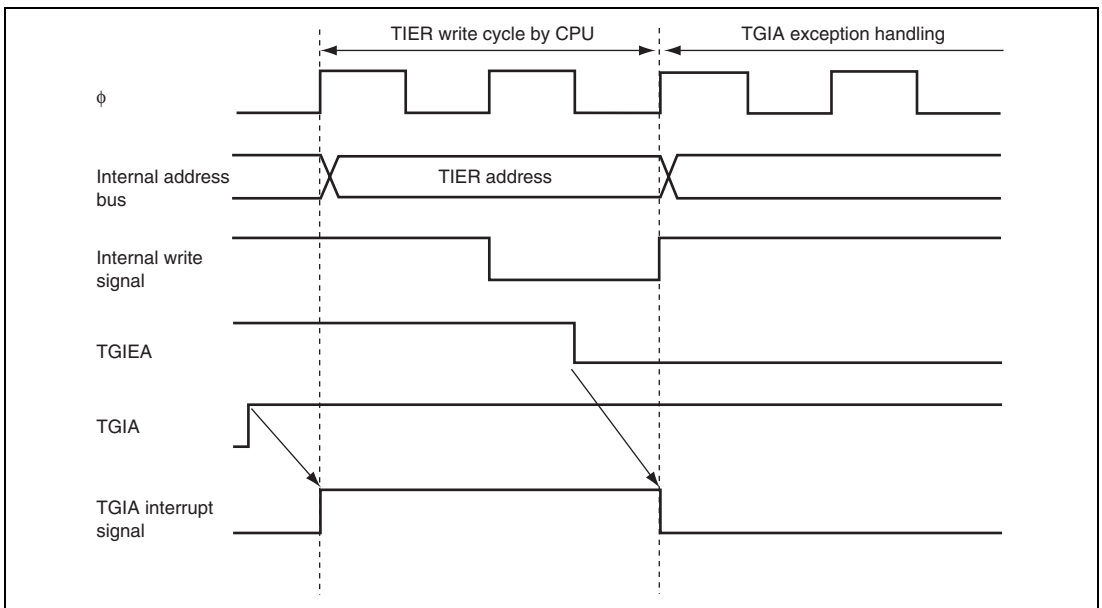 TIER write cycle by CPU
TGIA exception handling
ϕ
Internal address
bus
TIER address
Internal write
signal
TGIEA
TGIA
TGIA interrupt
signal